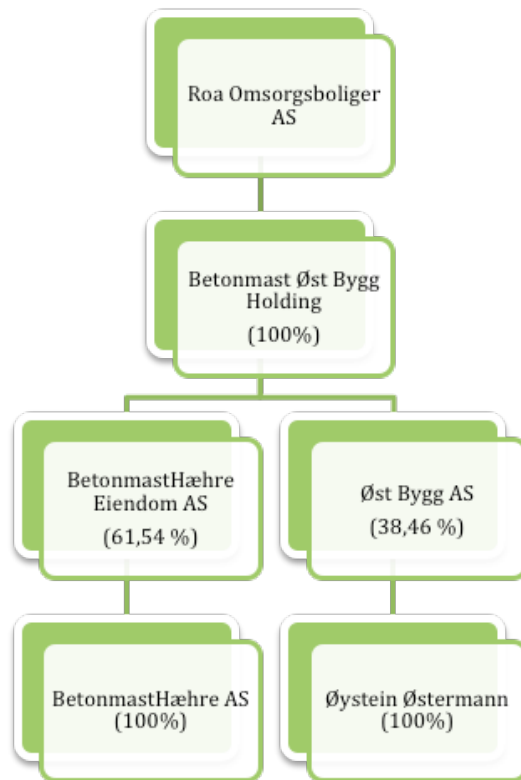 Roa Omsorgsboliger
AS
Betonmast Øst Bygg
Holding
(100%)
BetonmastHæhre
Eiendom AS
(61,54 %)
Øst Bygg AS
(38,46 %)
BetonmastHæhre AS
(100%)
Øystein Østermann
(100%)